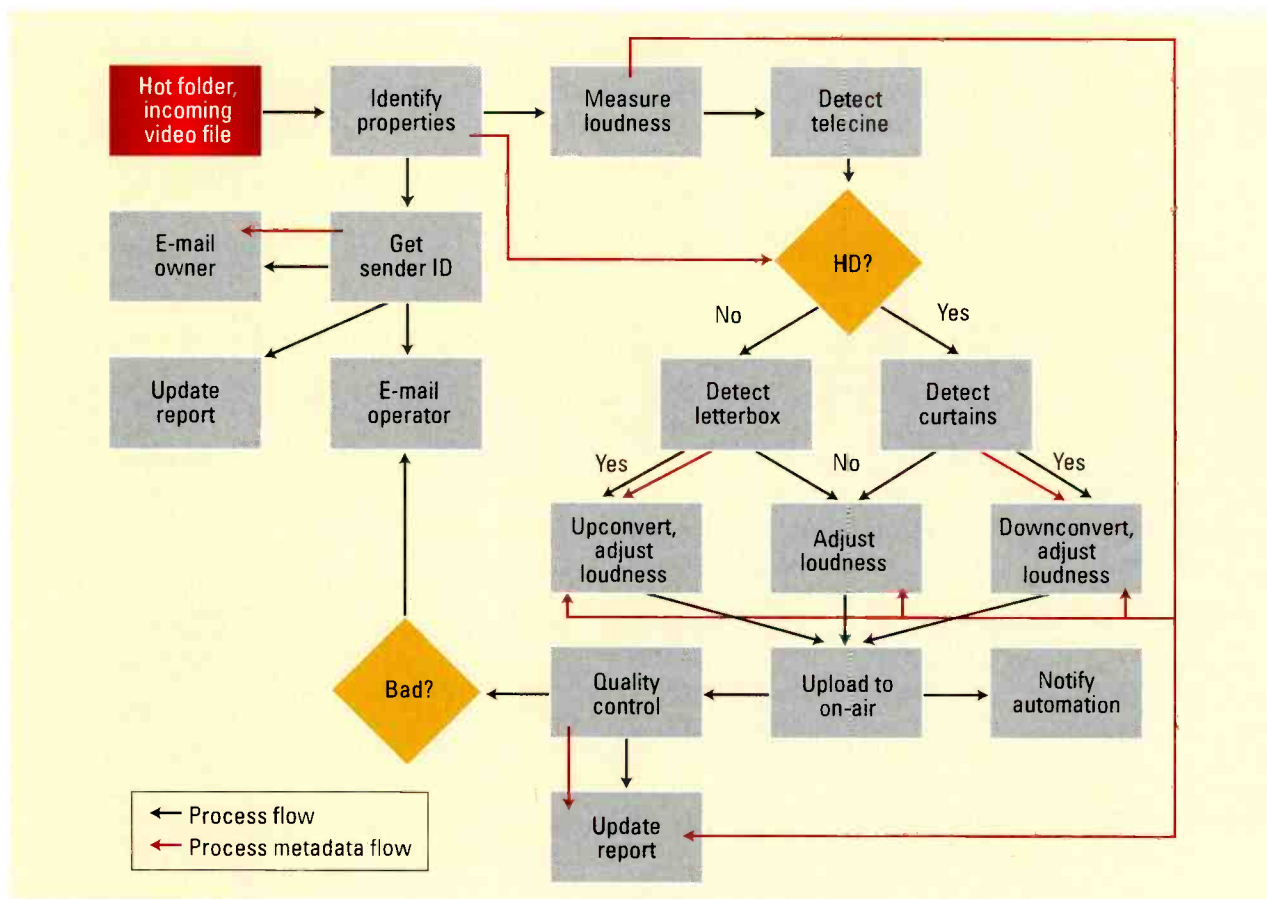 Hot folder,
incoming
video file
Identify
properties
Measure
loudness
Detect
telecine
E-mail
owner
Get
sender ID
HD?
No
Yes
Update
report
E-mail
operator
Detect
letterbox
Detect
curtains
Yes
No
Yes
Upconvert,
adjust
loudness
Adjust
loudness
Downconvert,
adjust
loudness
Bad?
Quality
control
Upload to
on-air
Notify
automation
Process flow
Process metadata flow
Update
report